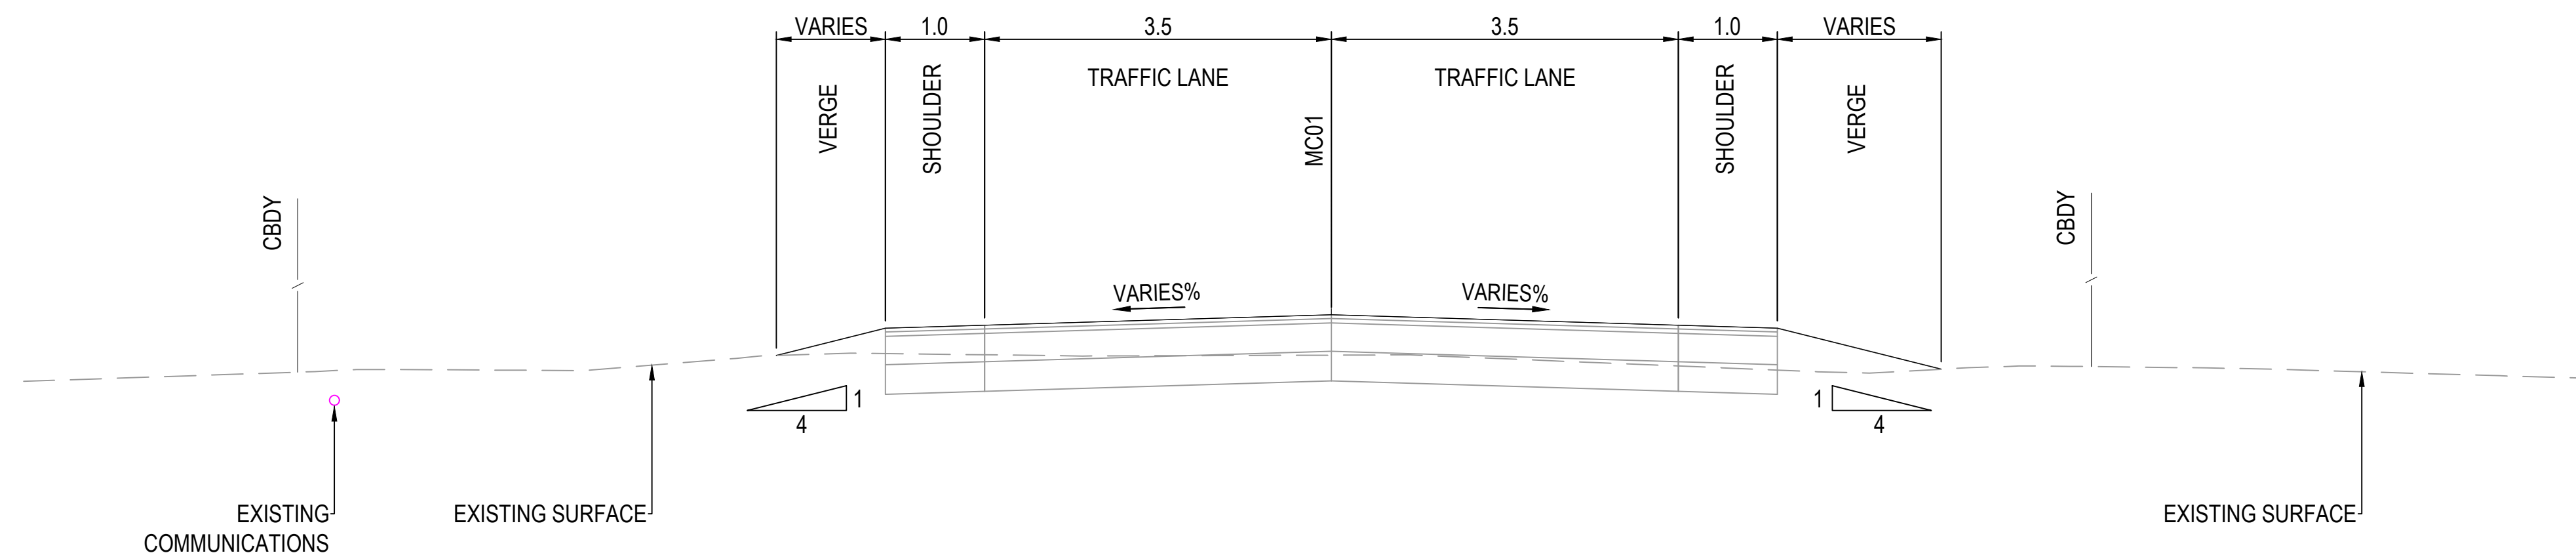 VARIES
1.0
3.5
3.5
1.0
VARIES
VERGE
SHOULDER
TRAFFIC LANE
MC01
TRAFFIC LANE
SHOULDER
VERGE
CBDY
CBDY
VARIES%
VARIES%
1
4
1
4
EXISTING
COMMUNICATIONS
EXISTING SURFACE
EXISTING SURFACE